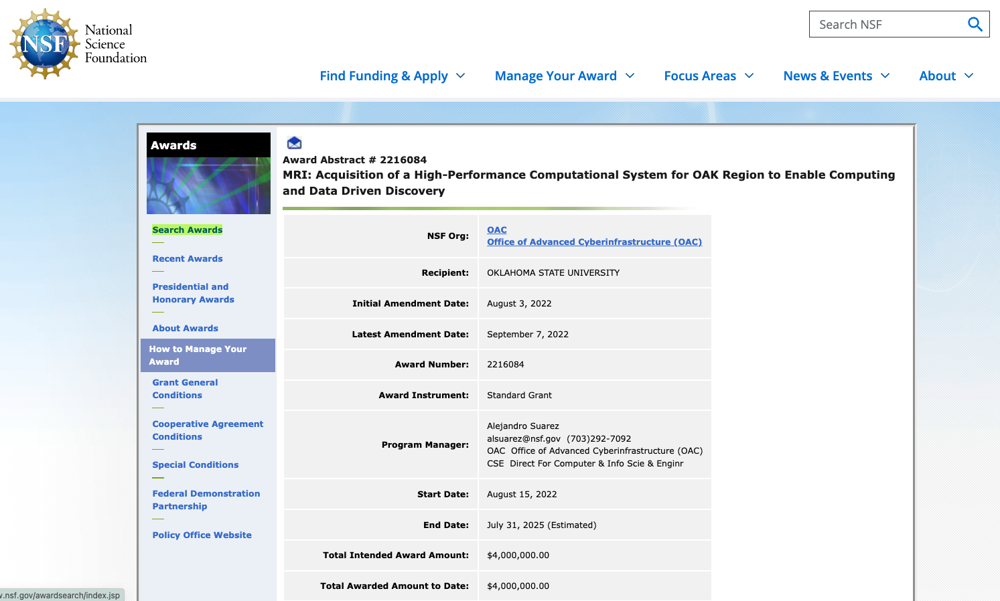 NSF
National
Science
Foundation
Search NSF
Find Funding & Apply
Manage Your Award
Focus Areas
News & Events
About
Awards
Search Awards
Recent Awards
Presidential and
Honorary Awards
About Awards
How to Manage Your
Award
Grant General
Conditions
Cooperative Agreement
Conditions
Special Conditions
Federal Demonstration
Partnership
Policy Office Website
Award Abstract # 2216084
MRI: Acquisition of a High-Performance Computational System for OAK Region to Enable Computing
and Data Driven Discovery
NSF Org: OAC
Office of Advanced Cyberinfrastructure (OAC)
Recipient: OKLAHOMA STATE UNIVERSITY
Initial Amendment Date: August 3, 2022
Latest Amendment Date: September 7, 2022
Award Number: 2216084
Award Instrument: Standard Grant
Program Manager: Alejandro Suarez
alsuarez@nsf.gov (703)292-7092
OAC Office of Advanced Cyberinfrastructure (OAC)
CSE Direct For Computer & Info Scie & Enginr
Start Date: August 15, 2022
End Date: July 31, 2025 (Estimated)
Total Intended Award Amount: $4,000,000.00
Total Awarded Amount to Date: $4,000,000.00
.nsf.gov/awardsearch/index.jsp